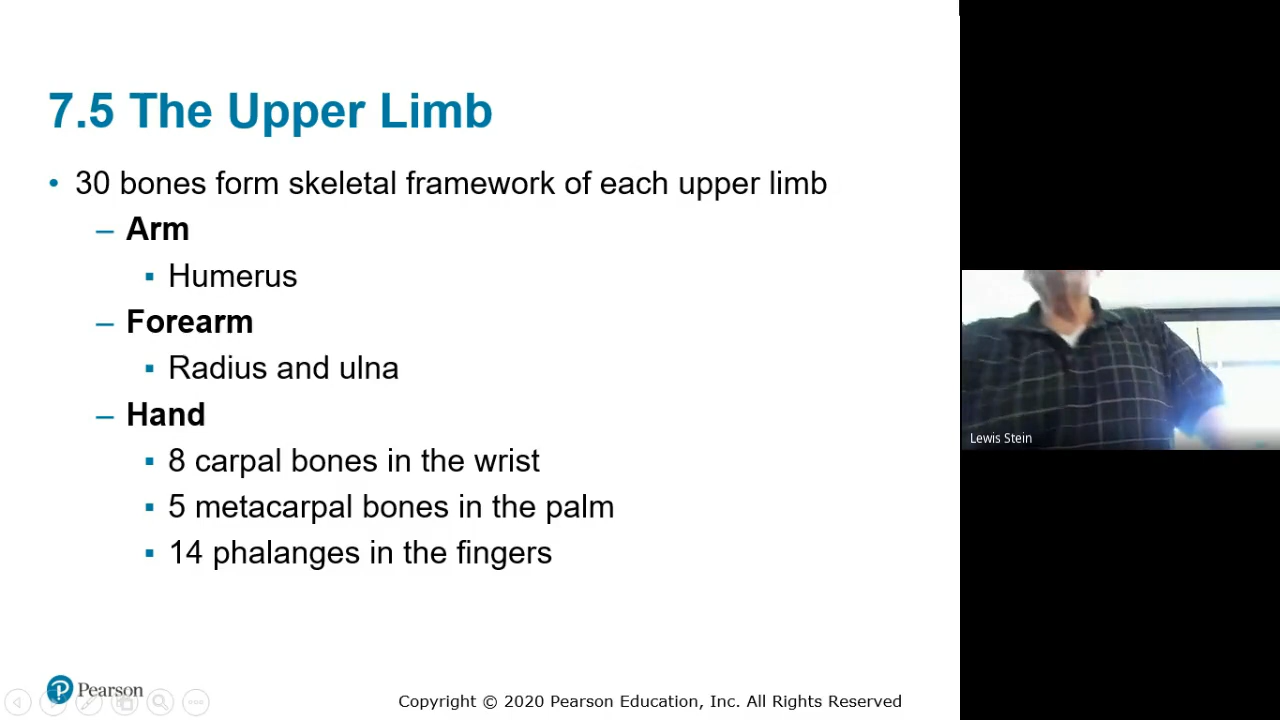 7.5 The Upper Limb
• 30 bones form skeletal framework of each upper limb
– Arm
▪ Humerus
– Forearm
▪ Radius and ulna
– Hand
▪ 8 carpal bones in the wrist
▪ 5 metacarpal bones in the palm
▪ 14 phalanges in the fingers
Lewis Stein
Pearson
Copyright © 2020 Pearson Education, Inc. All Rights Reserved